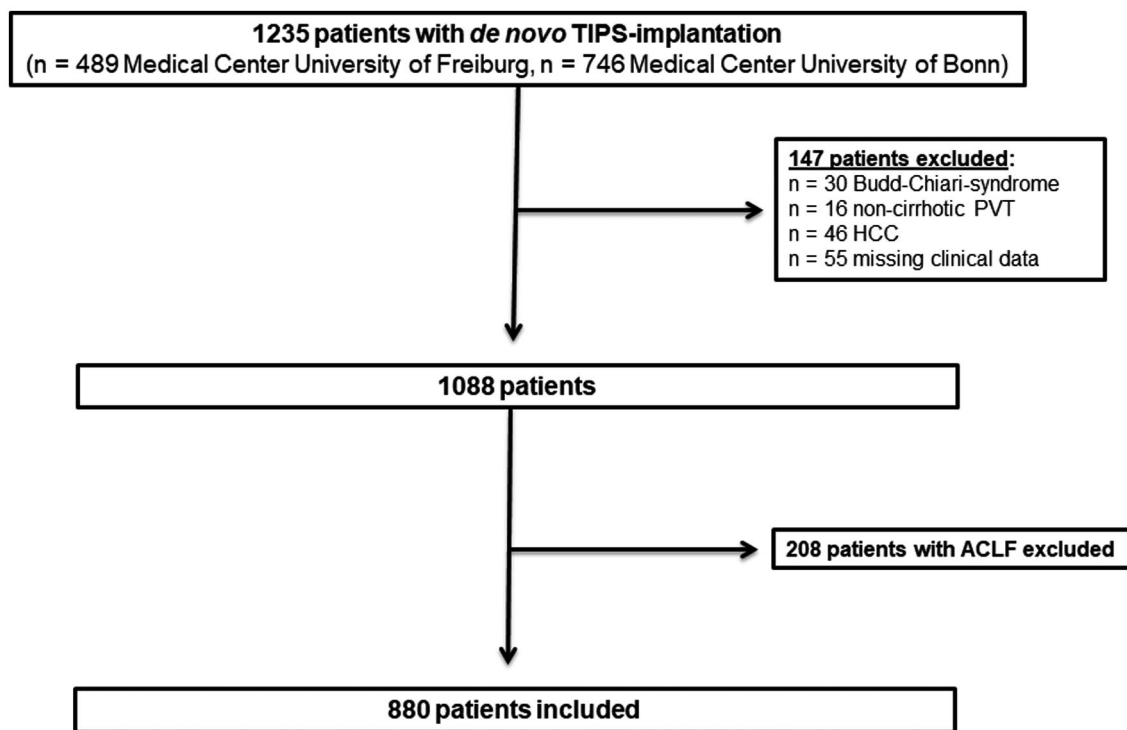 1235 patients with de novo TIPS-implantation
(n = 489 Medical Center University of Freiburg, n = 746 Medical Center University of Bonn)
147 patients excluded:
n = 30 Budd-Chiari-syndrome
n = 16 non-cirrhotic PVT
n = 46 HCC
n = 55 missing clinical data
1088 patients
208 patients with ACLF excluded
880 patients included